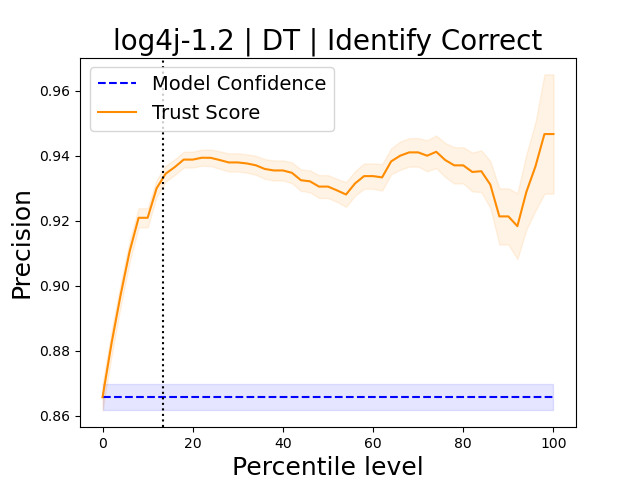 log4j-1.2 | DT | Identify Correct
Model Confidence
Trust Score
Precision
0.96
0.94
0.92
0.90
0.88
0.86
0
20
40
60
80
100
Percentile level